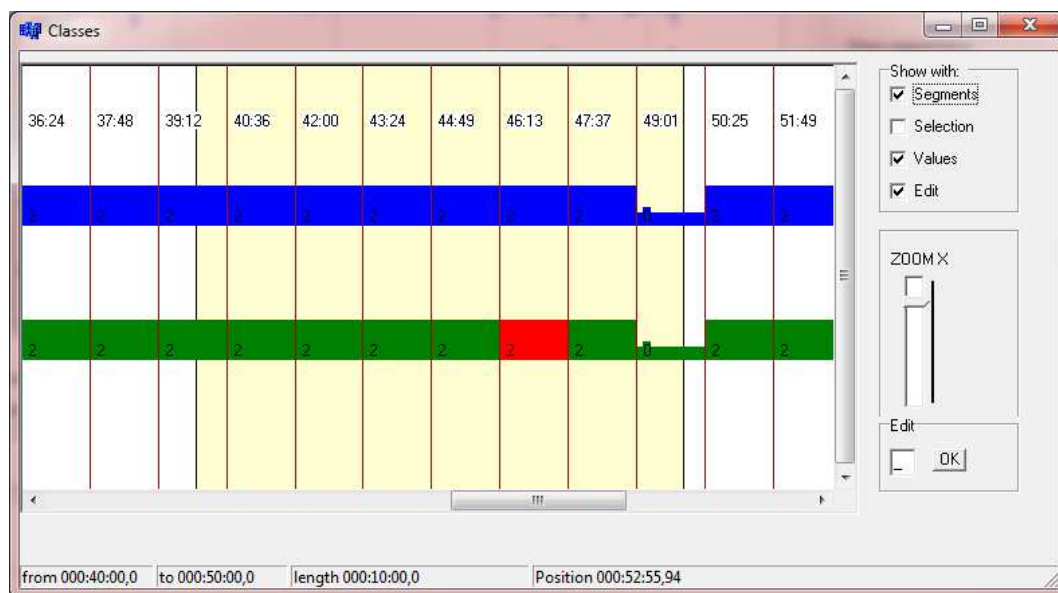 Classes
Show with:
Segments
Selection
Values
Edit
36:24 37:48 39:12 40:36 42:00 43:24 44:49 46:13 47:37 49:01 50:25 51:49
2 2 2 2 2 2 2 2 2 0 2 2
2 2 2 2 2 2 2 2 2 0 2 2
ZOOM X
Edit
_ OK
from 000:40:00,0 to 000:50:00,0 length 000:10:00,0 Position 000:52:55,94